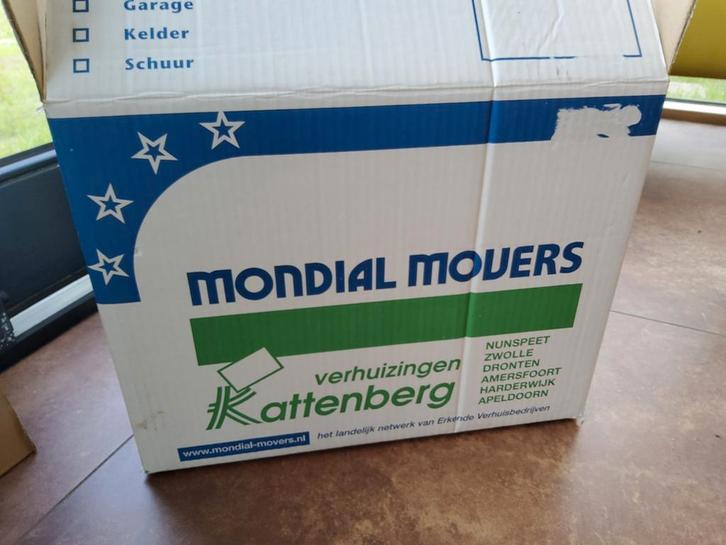 Garage
Kelder
Schuur
MONDIAL MOVERS
verhuizingen
Kattenberg
NUNSPEET
ZWOLLE
DRONTEN
AMERSFOORT
HARDERWIJK
APELDOORN
www.mondial-movers.nl
het landelijk netwerk van Erkende Verhuisbedrijven